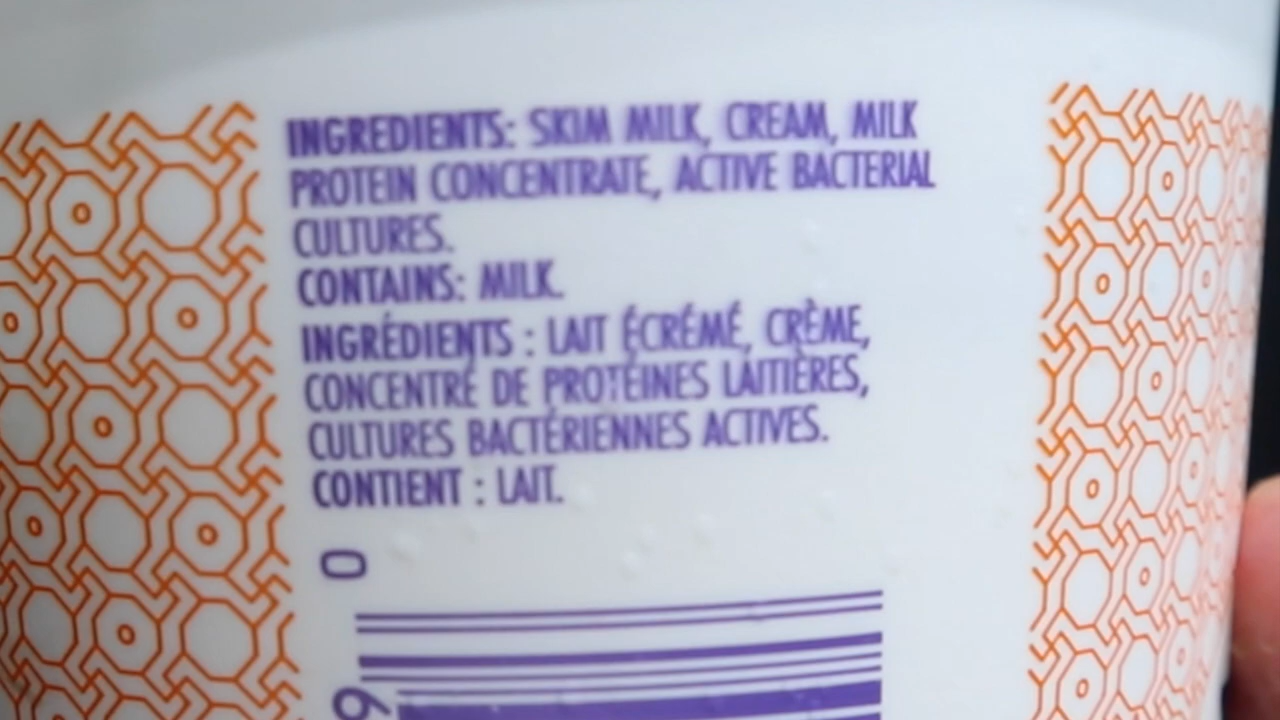 INGREDIENTS: SKIM MILK, CREAM, MILK
PROTEIN CONCENTRATE, ACTIVE BACTERIAL
CULTURES.
CONTAINS: MILK.
INGRÉDIENTS : LAIT ÉCRÉMÉ, CRÈME,
CONCENTRÉ DE PROTÉINES LAITIÈRES,
CULTURES BACTÉRIENNES ACTIVES.
CONTIENT : LAIT.
0
9